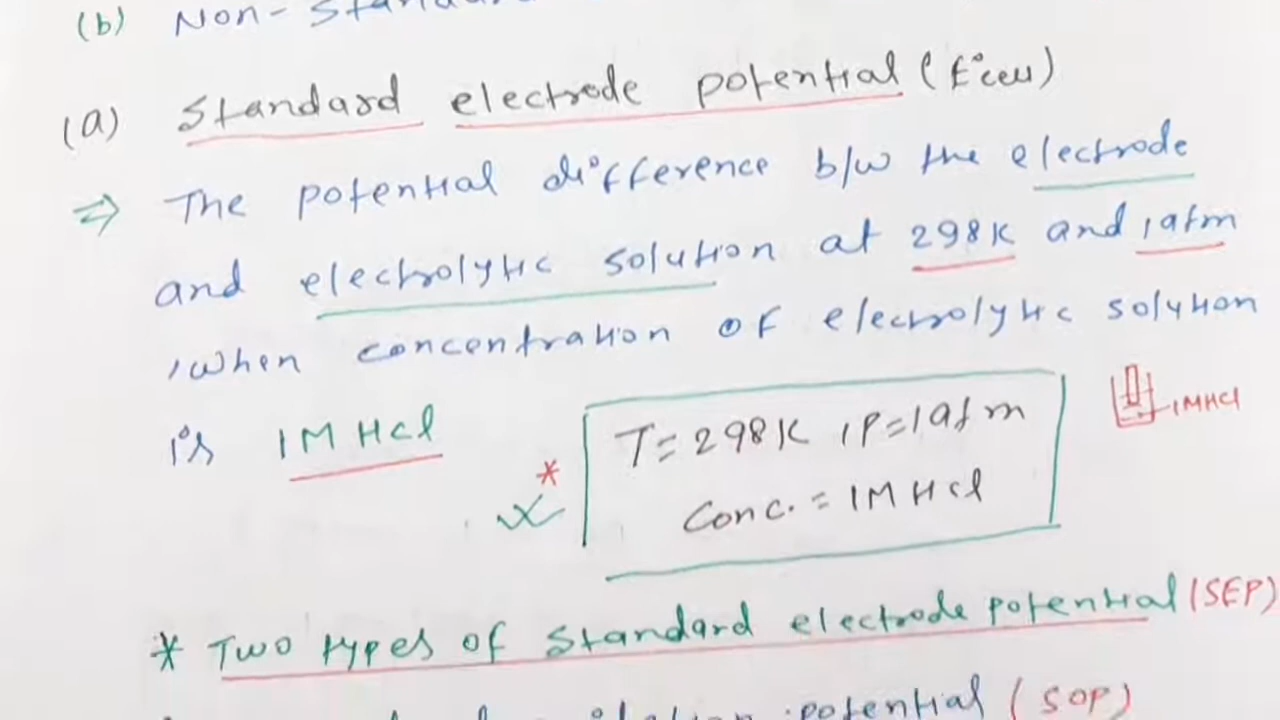 (b) Non-Standard
(a) Standard electrode potential (E°cell)
⇒ The potential difference b/w the electrode
and electrolytic solution at 298K and 1atm
, when concentration of electrolytic solution
is 1M HCl
1MHCl
T = 298K , P = 1atm
Conc. = 1M HCl
* Two types of Standard electrode potential (SEP)
potential (SOP)